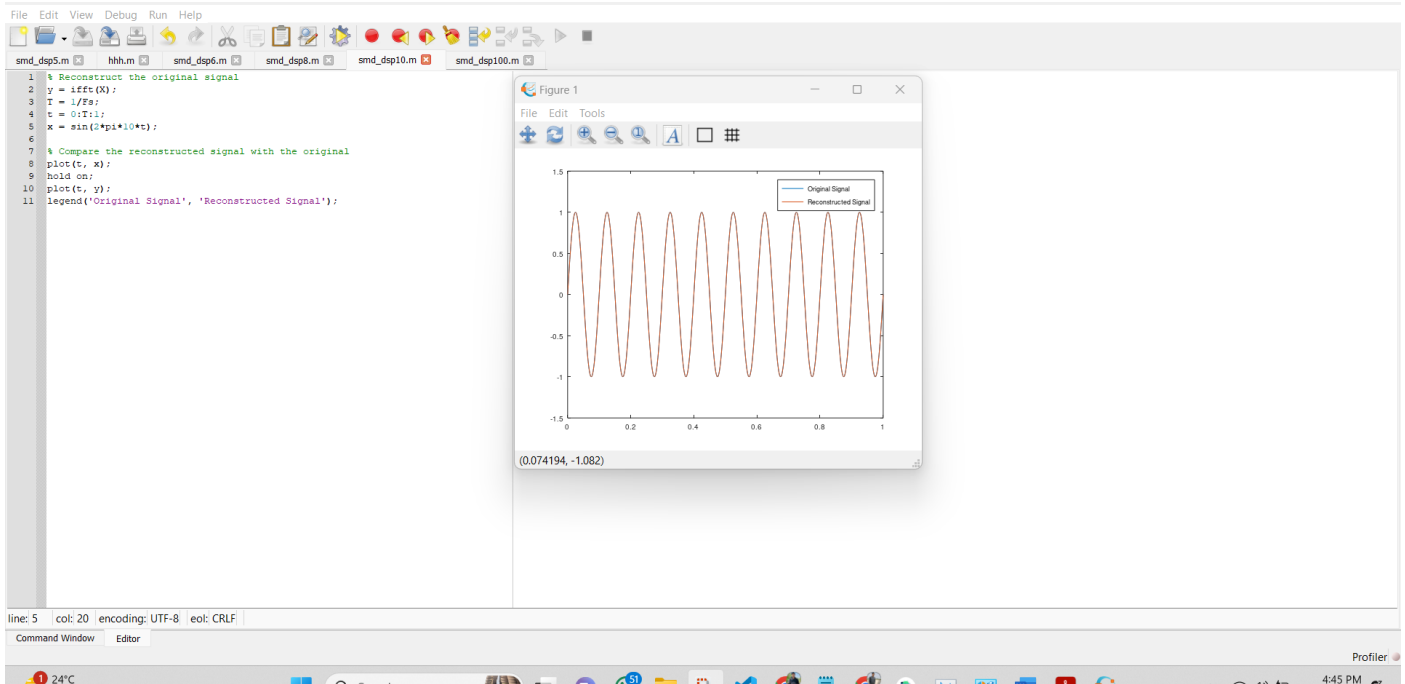 File Edit View Debug Run Help
smd_dsp5.m hhh.m smd_dsp6.m smd_dsp8.m smd_dsp10.m smd_dsp100.m
1 % Reconstruct the original signal
2 y = ifft(X);
3 T = 1/Fs;
4 t = 0:T:1;
5 x = sin(2*pi*10*t);
6
7 % Compare the reconstructed signal with the original
8 plot(t, x);
9 hold on;
10 plot(t, y);
11 legend('Original Signal', 'Reconstructed Signal');
Figure 1
File Edit Tools
A
1.5
Original Signal
Reconstructed Signal
1
0.5
0
-0.5
-1
-1.5
0 0.2 0.4 0.6 0.8 1
(0.074194, -1.082)
line: 5 col: 20 encoding: UTF-8 eol: CRLF
Command Window Editor
Profiler
1 24°C
51
4:45 PM